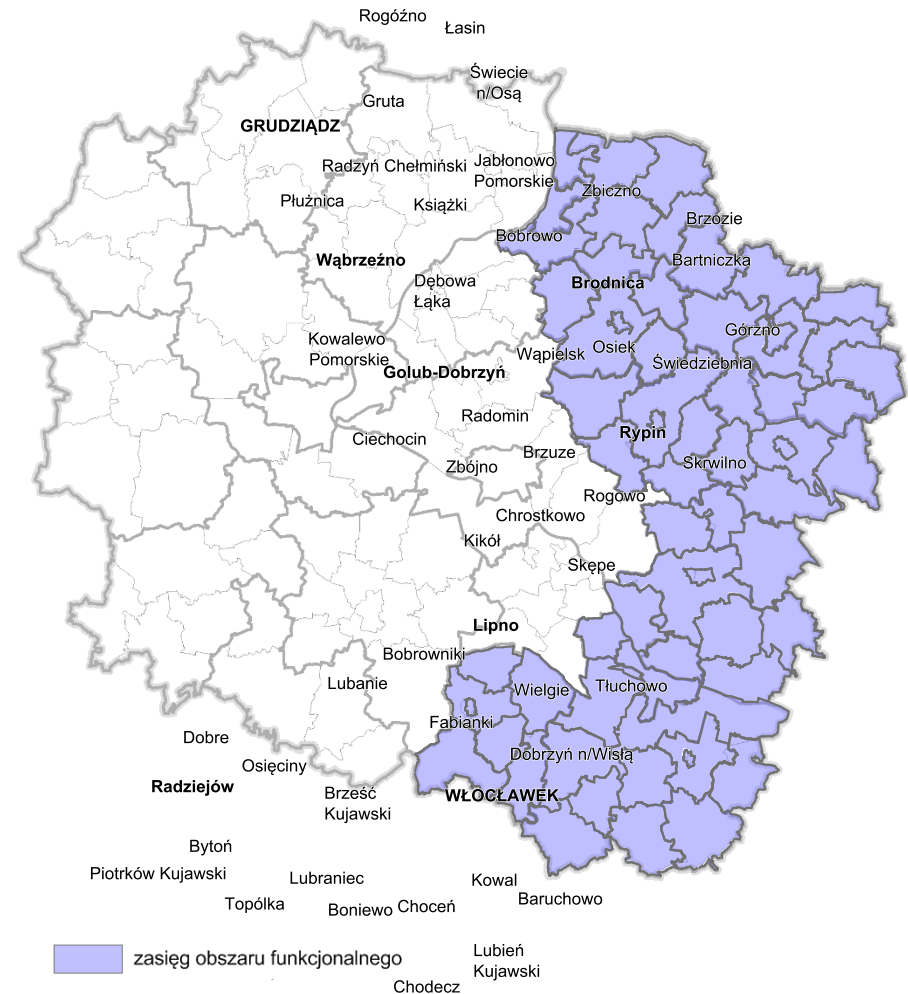 Rogóźno
Łasin
Świecie
n/Osą
Gruta
GRUDZIĄDZ
Radzyń Chełmiński
Jabłonowo
Pomorskie
Zbiczno
Płużnica
Książki
Brzozie
Bobrowo
Wąbrzeźno
Bartniczka
Dębowa
Łąka
Brodnica
Górzno
Kowalewo
Pomorskie
Wąpielsk
Osiek
Świedziebnia
Golub-Dobrzyń
Radomin
Ciechocin
Rypin
Brzuze
Zbójno
Skrwilno
Rogowo
Chrostkowo
Kikół
Skępe
Lipno
Bobrowniki
Lubanie
Wielgie
Tłuchowo
Fabianki
Dobre
Dobrzyń n/Wisłą
Osięciny
Radziejów
Brześć
Kujawski
WŁOCŁAWEK
Bytoń
Piotrków Kujawski
Lubraniec
Kowal
Topólka
Boniewo
Choceń
Baruchowo
zasięg obszaru funkcjonalnego
Lubień
Kujawski
Chodecz